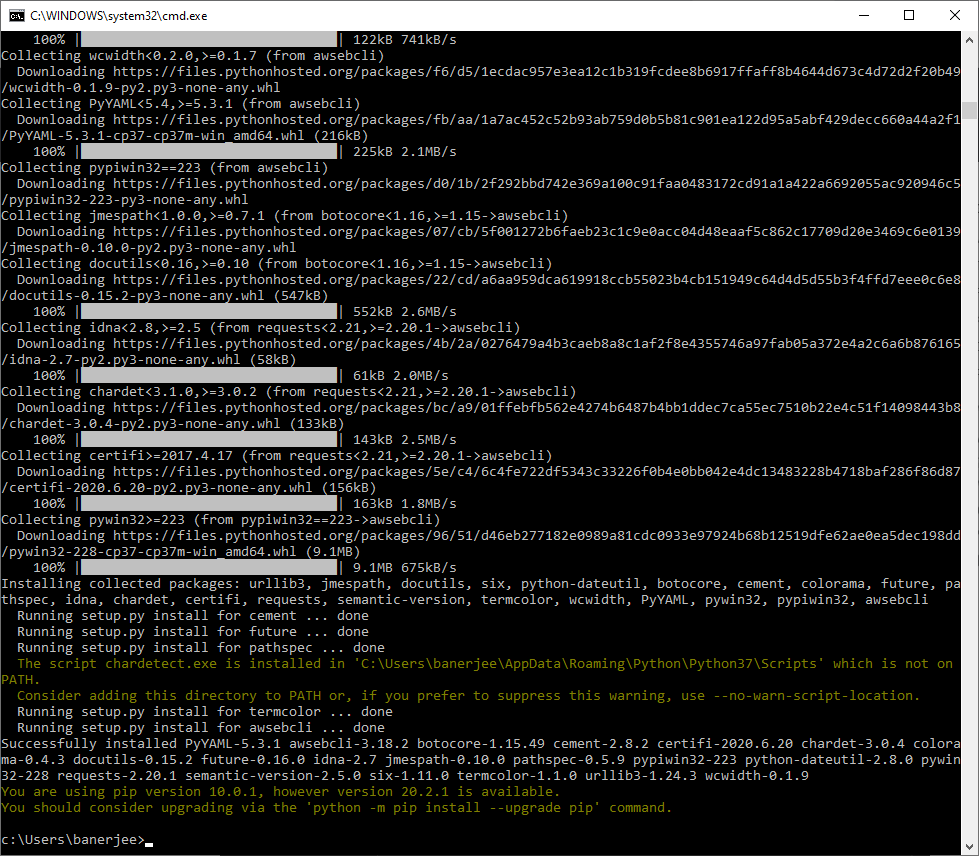 C:\WINDOWS\system32\cmd.exe
100% | | 122kB 741kB/s
Collecting wcwidth<0.2.0,>=0.1.7 (from awsebcli)
Downloading https://files.pythonhosted.org/packages/f6/d5/1ecdac957e3ea12c1b319fcdee8b6917ffaff8b4644d673c4d72d2f20b49
/wcwidth-0.1.9-py2.py3-none-any.whl
Collecting PyYAML<5.4,>=5.3.1 (from awsebcli)
Downloading https://files.pythonhosted.org/packages/fb/aa/1a7ac452c52b93ab759d0b5b81c901ea122d95a5abf429decc660a44a2f1
/PyYAML-5.3.1-cp37-cp37m-win_amd64.whl (216kB)
100% | | 225kB 2.1MB/s
Collecting pypiwin32==223 (from awsebcli)
Downloading https://files.pythonhosted.org/packages/d0/1b/2f292bbd742e369a100c91faa0483172cd91a1a422a6692055ac920946c5
/pypiwin32-223-py3-none-any.whl
Collecting jmespath<1.0.0,>=0.7.1 (from botocore<1.16,>=1.15->awsebcli)
Downloading https://files.pythonhosted.org/packages/07/cb/5f001272b6faeb23c1c9e0acc04d48eaaf5c862c17709d20e3469c6e0139
/jmespath-0.10.0-py2.py3-none-any.whl
Collecting docutils<0.16,>=0.10 (from botocore<1.16,>=1.15->awsebcli)
Downloading https://files.pythonhosted.org/packages/22/cd/a6aa959dca619918ccb55023b4cb151949c64d4d5d55b3f4ffd7eee0c6e8
/docutils-0.15.2-py3-none-any.whl (547kB)
100% | | 552kB 2.6MB/s
Collecting idna<2.8,>=2.5 (from requests<2.21,>=2.20.1->awsebcli)
Downloading https://files.pythonhosted.org/packages/4b/2a/0276479a4b3caeb8a8c1af2f8e4355746a97fab05a372e4a2c6a6b876165
/idna-2.7-py2.py3-none-any.whl (58kB)
100% | | 61kB 2.0MB/s
Collecting chardet<3.1.0,>=3.0.2 (from requests<2.21,>=2.20.1->awsebcli)
Downloading https://files.pythonhosted.org/packages/bc/a9/01ffebfb562e4274b6487b4bb1ddec7ca55ec7510b22e4c51f14098443b8
/chardet-3.0.4-py2.py3-none-any.whl (133kB)
100% | | 143kB 2.5MB/s
Collecting certifi>=2017.4.17 (from requests<2.21,>=2.20.1->awsebcli)
Downloading https://files.pythonhosted.org/packages/5e/c4/6c4fe722df5343c33226f0b4e0bb042e4dc13483228b4718baf286f86d87
/certifi-2020.6.20-py2.py3-none-any.whl (156kB)
100% | | 163kB 1.8MB/s
Collecting pywin32>=223 (from pypiwin32==223->awsebcli)
Downloading https://files.pythonhosted.org/packages/96/51/d46eb277182e0989a81cdc0933e97924b68b12519dfe62ae0ea5dec198dd
/pywin32-228-cp37-cp37m-win_amd64.whl (9.1MB)
100% | | 9.1MB 675kB/s
Installing collected packages: urllib3, jmespath, docutils, six, python-dateutil, botocore, cement, colorama, future, pa
thspec, idna, chardet, certifi, requests, semantic-version, termcolor, wcwidth, PyYAML, pywin32, pypiwin32, awsebcli
Running setup.py install for cement ... done
Running setup.py install for future ... done
Running setup.py install for pathspec ... done
The script chardetect.exe is installed in 'C:\Users\banerjee\AppData\Roaming\Python\Python37\Scripts' which is not on
PATH.
Consider adding this directory to PATH or, if you prefer to suppress this warning, use --no-warn-script-location.
Running setup.py install for termcolor ... done
Running setup.py install for awsebcli ... done
Successfully installed PyYAML-5.3.1 awsebcli-3.18.2 botocore-1.15.49 cement-2.8.2 certifi-2020.6.20 chardet-3.0.4 colora
ma-0.4.3 docutils-0.15.2 future-0.16.0 idna-2.7 jmespath-0.10.0 pathspec-0.5.9 pypiwin32-223 python-dateutil-2.8.0 pywin
32-228 requests-2.20.1 semantic-version-2.5.0 six-1.11.0 termcolor-1.1.0 urllib3-1.24.3 wcwidth-0.1.9
You are using pip version 10.0.1, however version 20.2.1 is available.
You should consider upgrading via the 'python -m pip install --upgrade pip' command.
c:\Users\banerjee>